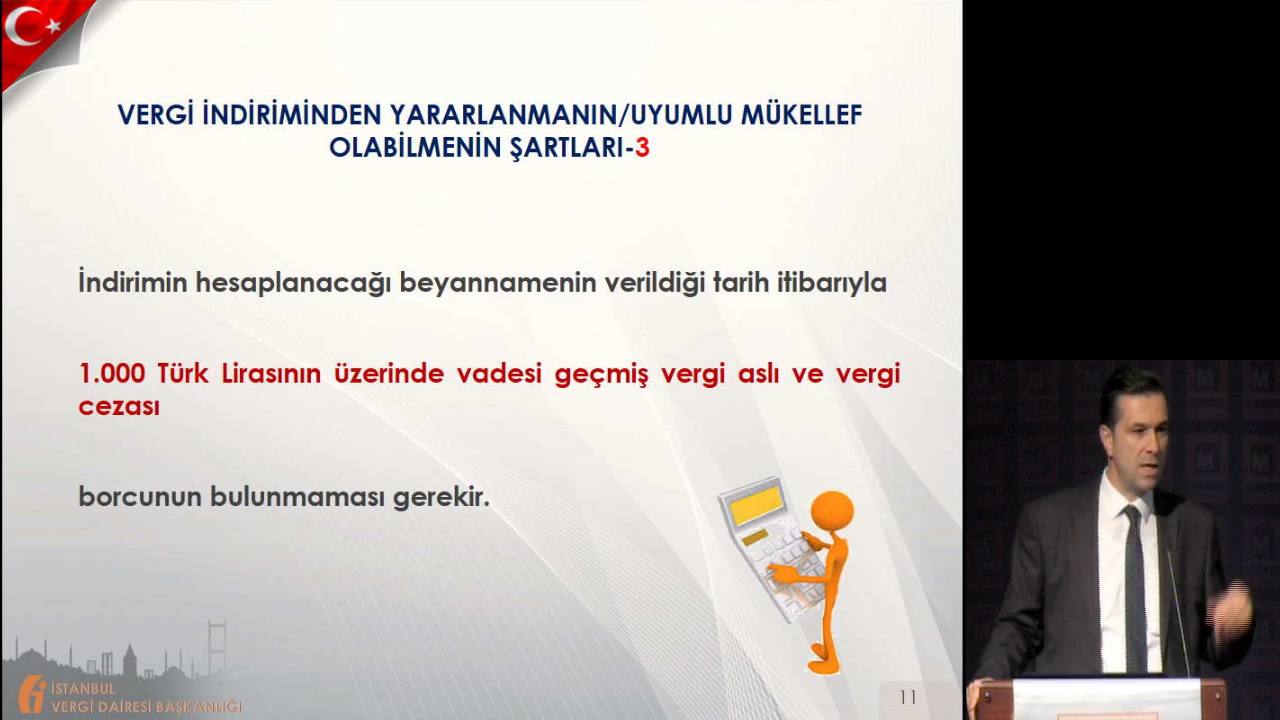 VERGİ İNDİRİMİNDEN YARARLANMANIN/UYUMLU MÜKELLEF
OLABİLMENİN ŞARTLARI-3
İndirimin hesaplanacağı beyannamenin verildiği tarih itibarıyla
1.000 Türk Lirasının üzerinde vadesi geçmiş vergi aslı ve vergi
cezası
borcunun bulunmaması gerekir.
İSTANBUL
VERGİ DAİRESİ BAŞKANLIĞI
11